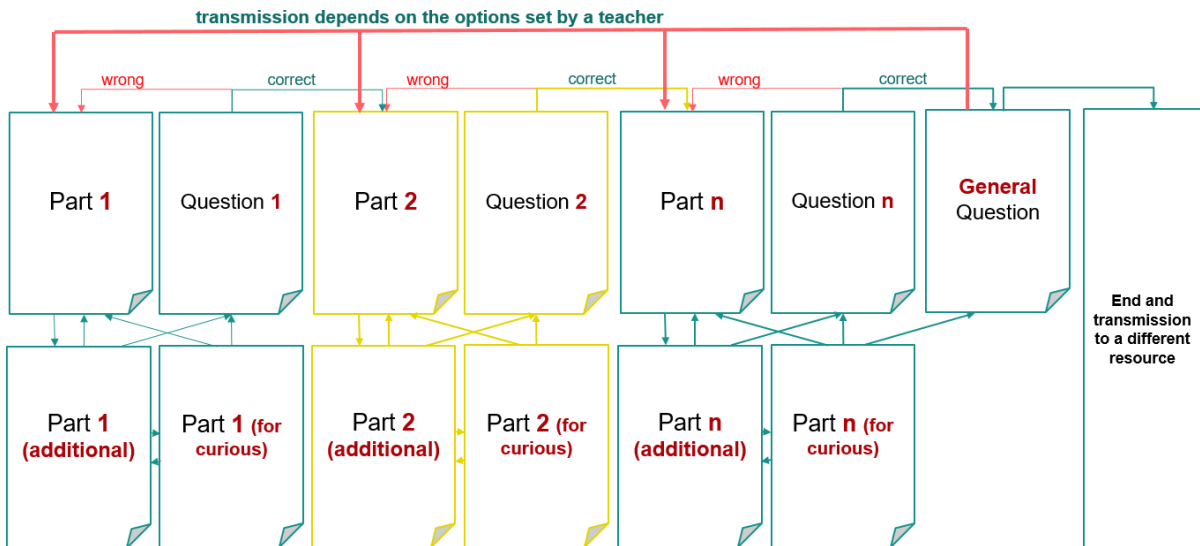 transmission depends on the options set by a teacher
wrong
correct
wrong
correct
wrong
correct
Part 1
Question 1
Part 2
Question 2
Part n
Question n
General
Question
End and
transmission
to a different
resource
Part 1
(additional)
Part 1 (for
curious)
Part 2
(additional)
Part 2 (for
curious)
Part n
(additional)
Part n (for
curious)